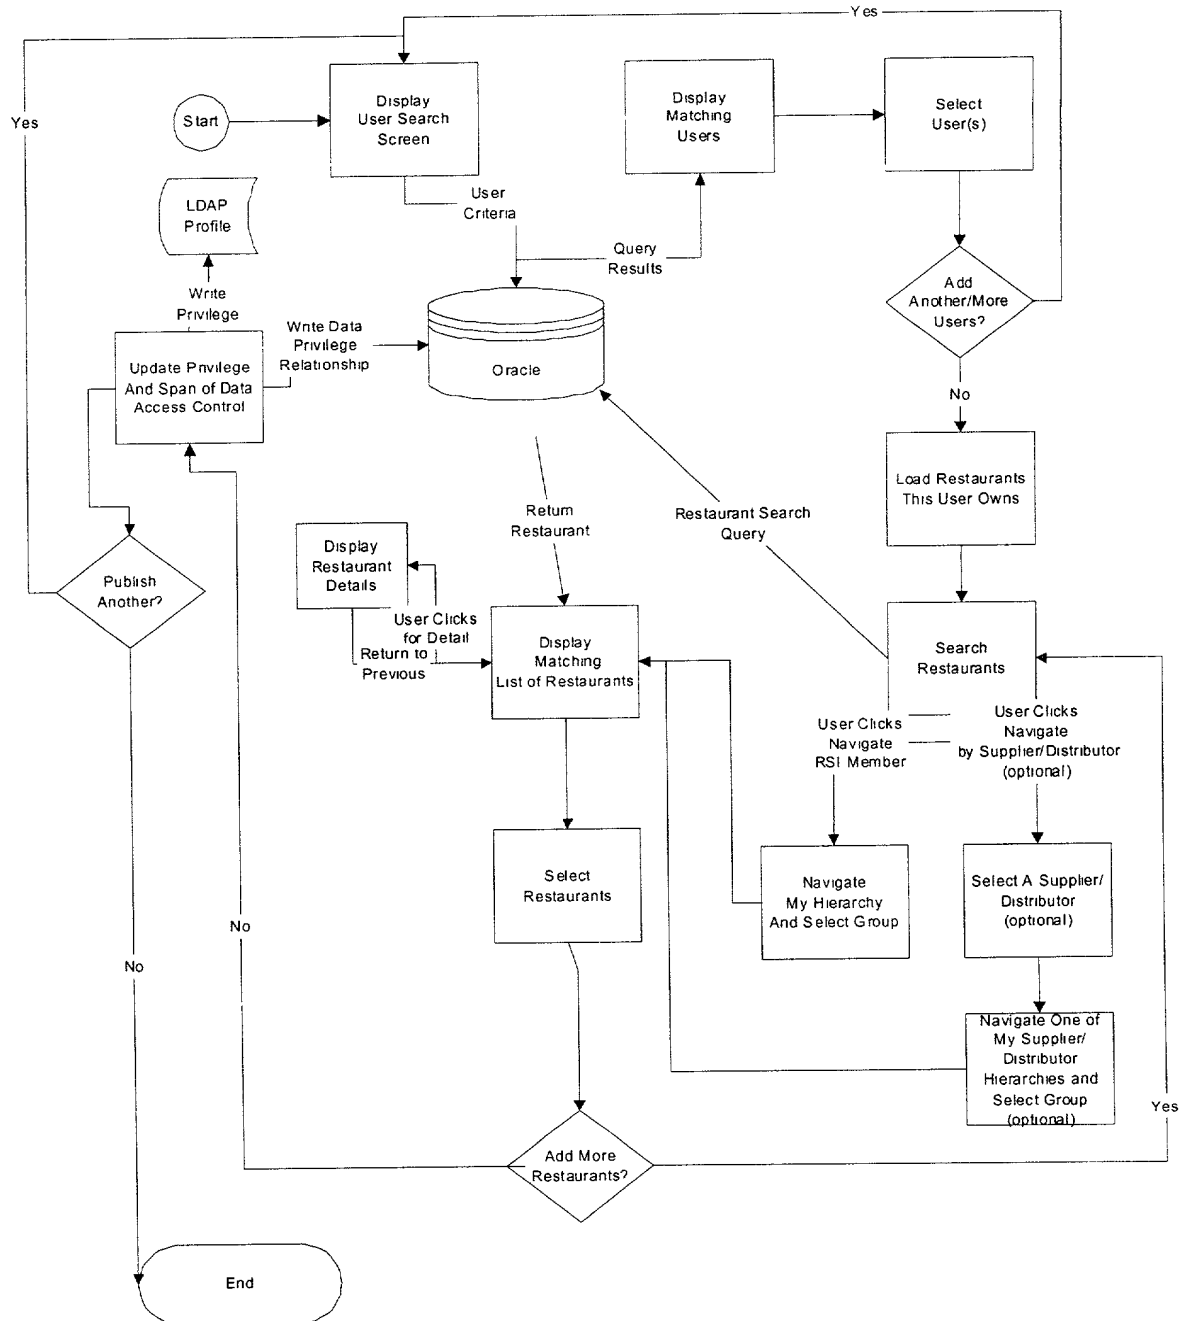 Yes
Yes
Start
Display
User Search
Screen
Display
Matching
Users
Select
User(s)
LDAP
Profile
User
Criteria
Query
Results
Write
Privilege
Write Data
Privilege
Relationship
Add
Another/More
Users?
Update Privilege
And Span of Data
Access Control
Oracle
No
Load Restaurants
This User Owns
Return
Restaurant
Restaurant Search
Query
Display
Restaurant
Details
Publish
Another?
User Clicks
for Detail
Return to
Previous
Display
Matching
List of Restaurants
Search
Restaurants
User Clicks
Navigate
RSI Member
User Clicks
Navigate
by Supplier/Distributor
(optional)
Select
Restaurants
Navigate
My Hierarchy
And Select Group
Select A Supplier/
Distributor
(optional)
No
No
Navigate One of
My Supplier/
Distributor
Hierarchies and
Select Group
(optional)
Yes
Add More
Restaurants?
End